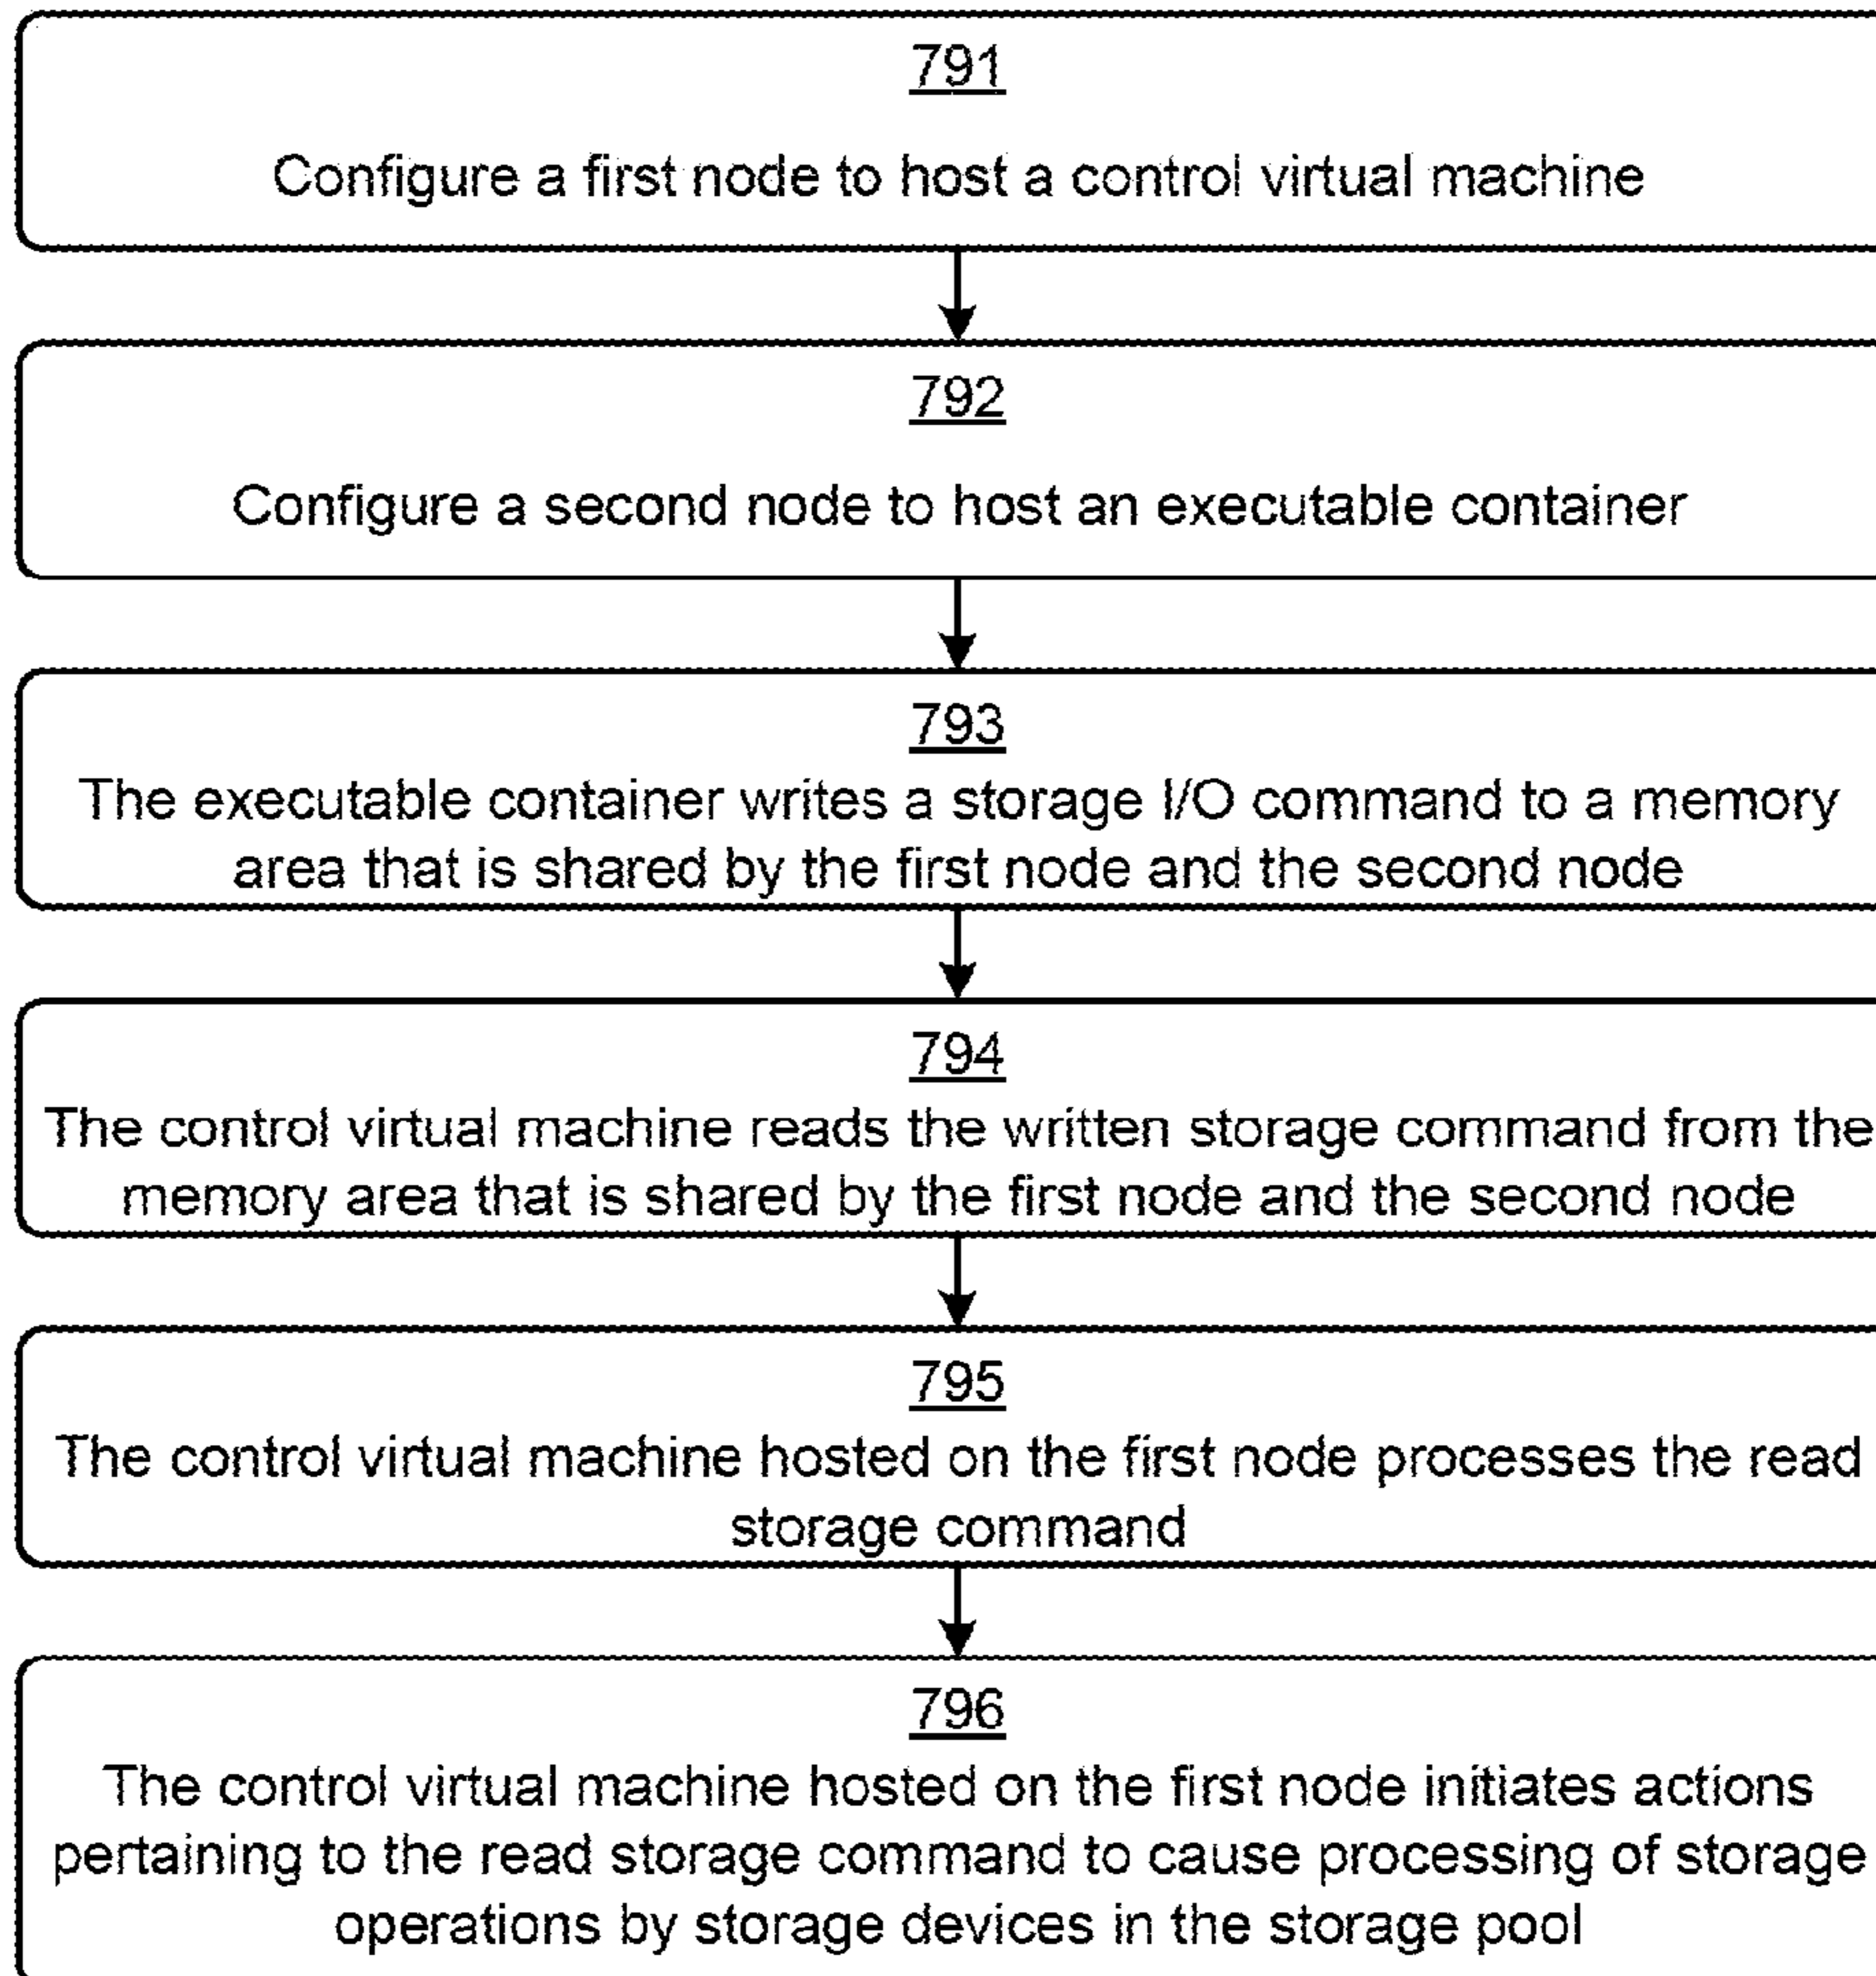 791
Configure a first node to host a control virtual machine
792
Configure a second node to host an executable container
793
The executable container writes a storage I/O command to a memory
area that is shared by the first node and the second node
794
The control virtual machine reads the written storage command from the
memory area that is shared by the first node and the second node
795
The control virtual machine hosted on the first node processes the read
storage command
796
The control virtual machine hosted on the first node initiates actions
pertaining to the read storage command to cause processing of storage
operations by storage devices in the storage pool